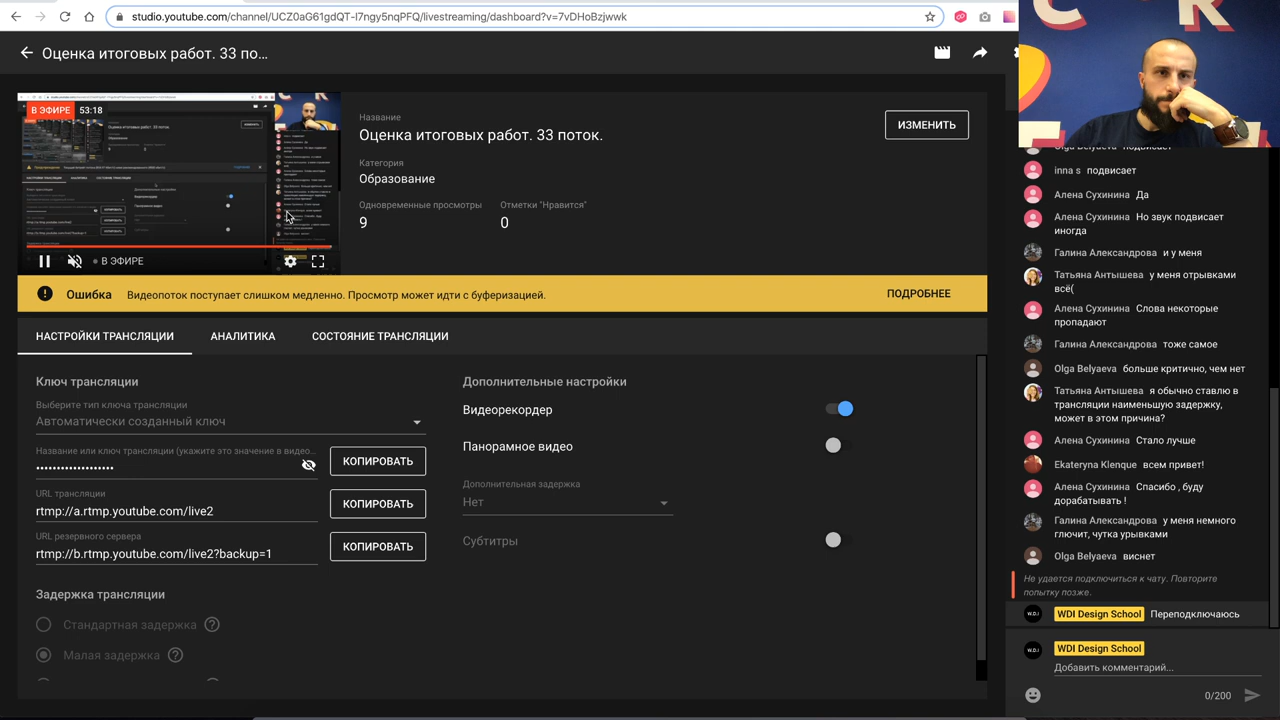 studio.youtube.com/channel/UCZ0aG61gdQT-I7ngy5nqPFQ/livestreaming/dashboard?v=7vDHoBzjwwk
Оценка итоговых работ. 33 по...
В ЭФИРЕ 53:18
В ЭФИРЕ
Название
Оценка итоговых работ. 33 поток.
ИЗМЕНИТЬ
Категория
Образование
Одновременные просмотры
Отметки "Нравится"
9
0
Ошибка
Видеопоток поступает слишком медленно. Просмотр может идти с буферизацией.
ПОДРОБНЕЕ
НАСТРОЙКИ ТРАНСЛЯЦИИ
АНАЛИТИКА
СОСТОЯНИЕ ТРАНСЛЯЦИИ
Ключ трансляции
Выберите тип ключа трансляции
Автоматически созданный ключ
Название или ключ трансляции (укажите это значение в видео...
••••••••••••••••••• КОПИРОВАТЬ
URL трансляции
rtmp://a.rtmp.youtube.com/live2
КОПИРОВАТЬ
URL резервного сервера
rtmp://b.rtmp.youtube.com/live2?backup=1
КОПИРОВАТЬ
Задержка трансляции
Стандартная задержка
Малая задержка
Дополнительные настройки
Видеорекордер
Панорамное видео
Дополнительная задержка
Нет
Субтитры
Olga Belyaeva подвисает
inna s подвисает
Алена Сухинина Да
Алена Сухинина Но звук подвисает
иногда
Галина Александрова и у меня
Татьяна Антышева у меня отрывками
всё(
Алена Сухинина Слова некоторые
пропадают
Галина Александрова тоже самое
Olga Belyaeva больше критично, чем нет
Татьяна Антышева я обычно ставлю в
трансляции наименьшую задержку,
может в этом причина?
Алена Сухинина Стало лучше
Ekateryna Klenque всем привет!
Алена Сухинина Спасибо , буду
дорабатывать !
Галина Александрова у меня немного
глючит, чутка урывками
Olga Belyaeva виснет
Не удается подключиться к чату. Повторите
попытку позже.
WDI Design School Переподключаюсь
WDI Design School
Добавить комментарий...
0/200